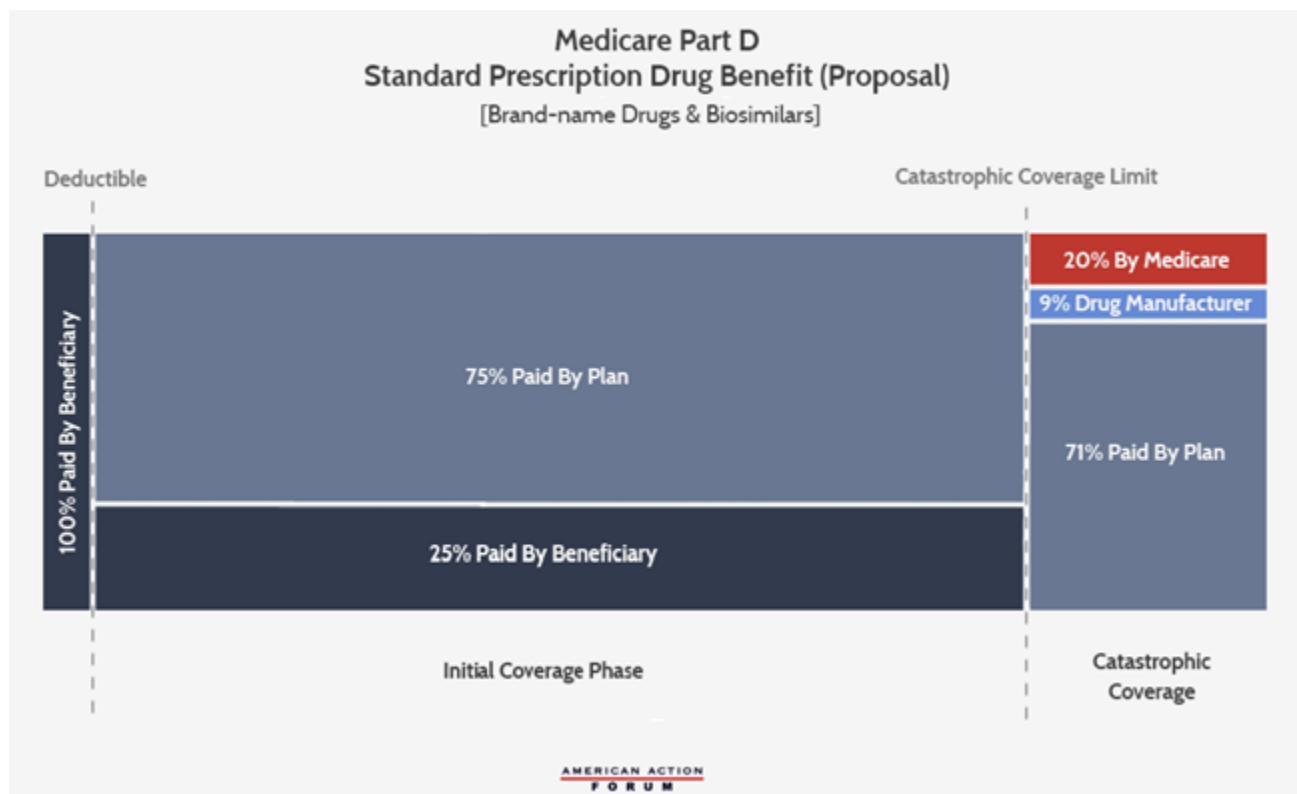 Medicare Part D
Standard Prescription Drug Benefit (Proposal)
[Brand-name Drugs & Biosimilars]
Deductible
Catastrophic Coverage Limit
100% Paid By Beneficiary
75% Paid By Plan
25% Paid By Beneficiary
20% By Medicare
9% Drug Manufacturer
71% Paid By Plan
Initial Coverage Phase
Catastrophic
Coverage
AMERICAN ACTION
FORUM